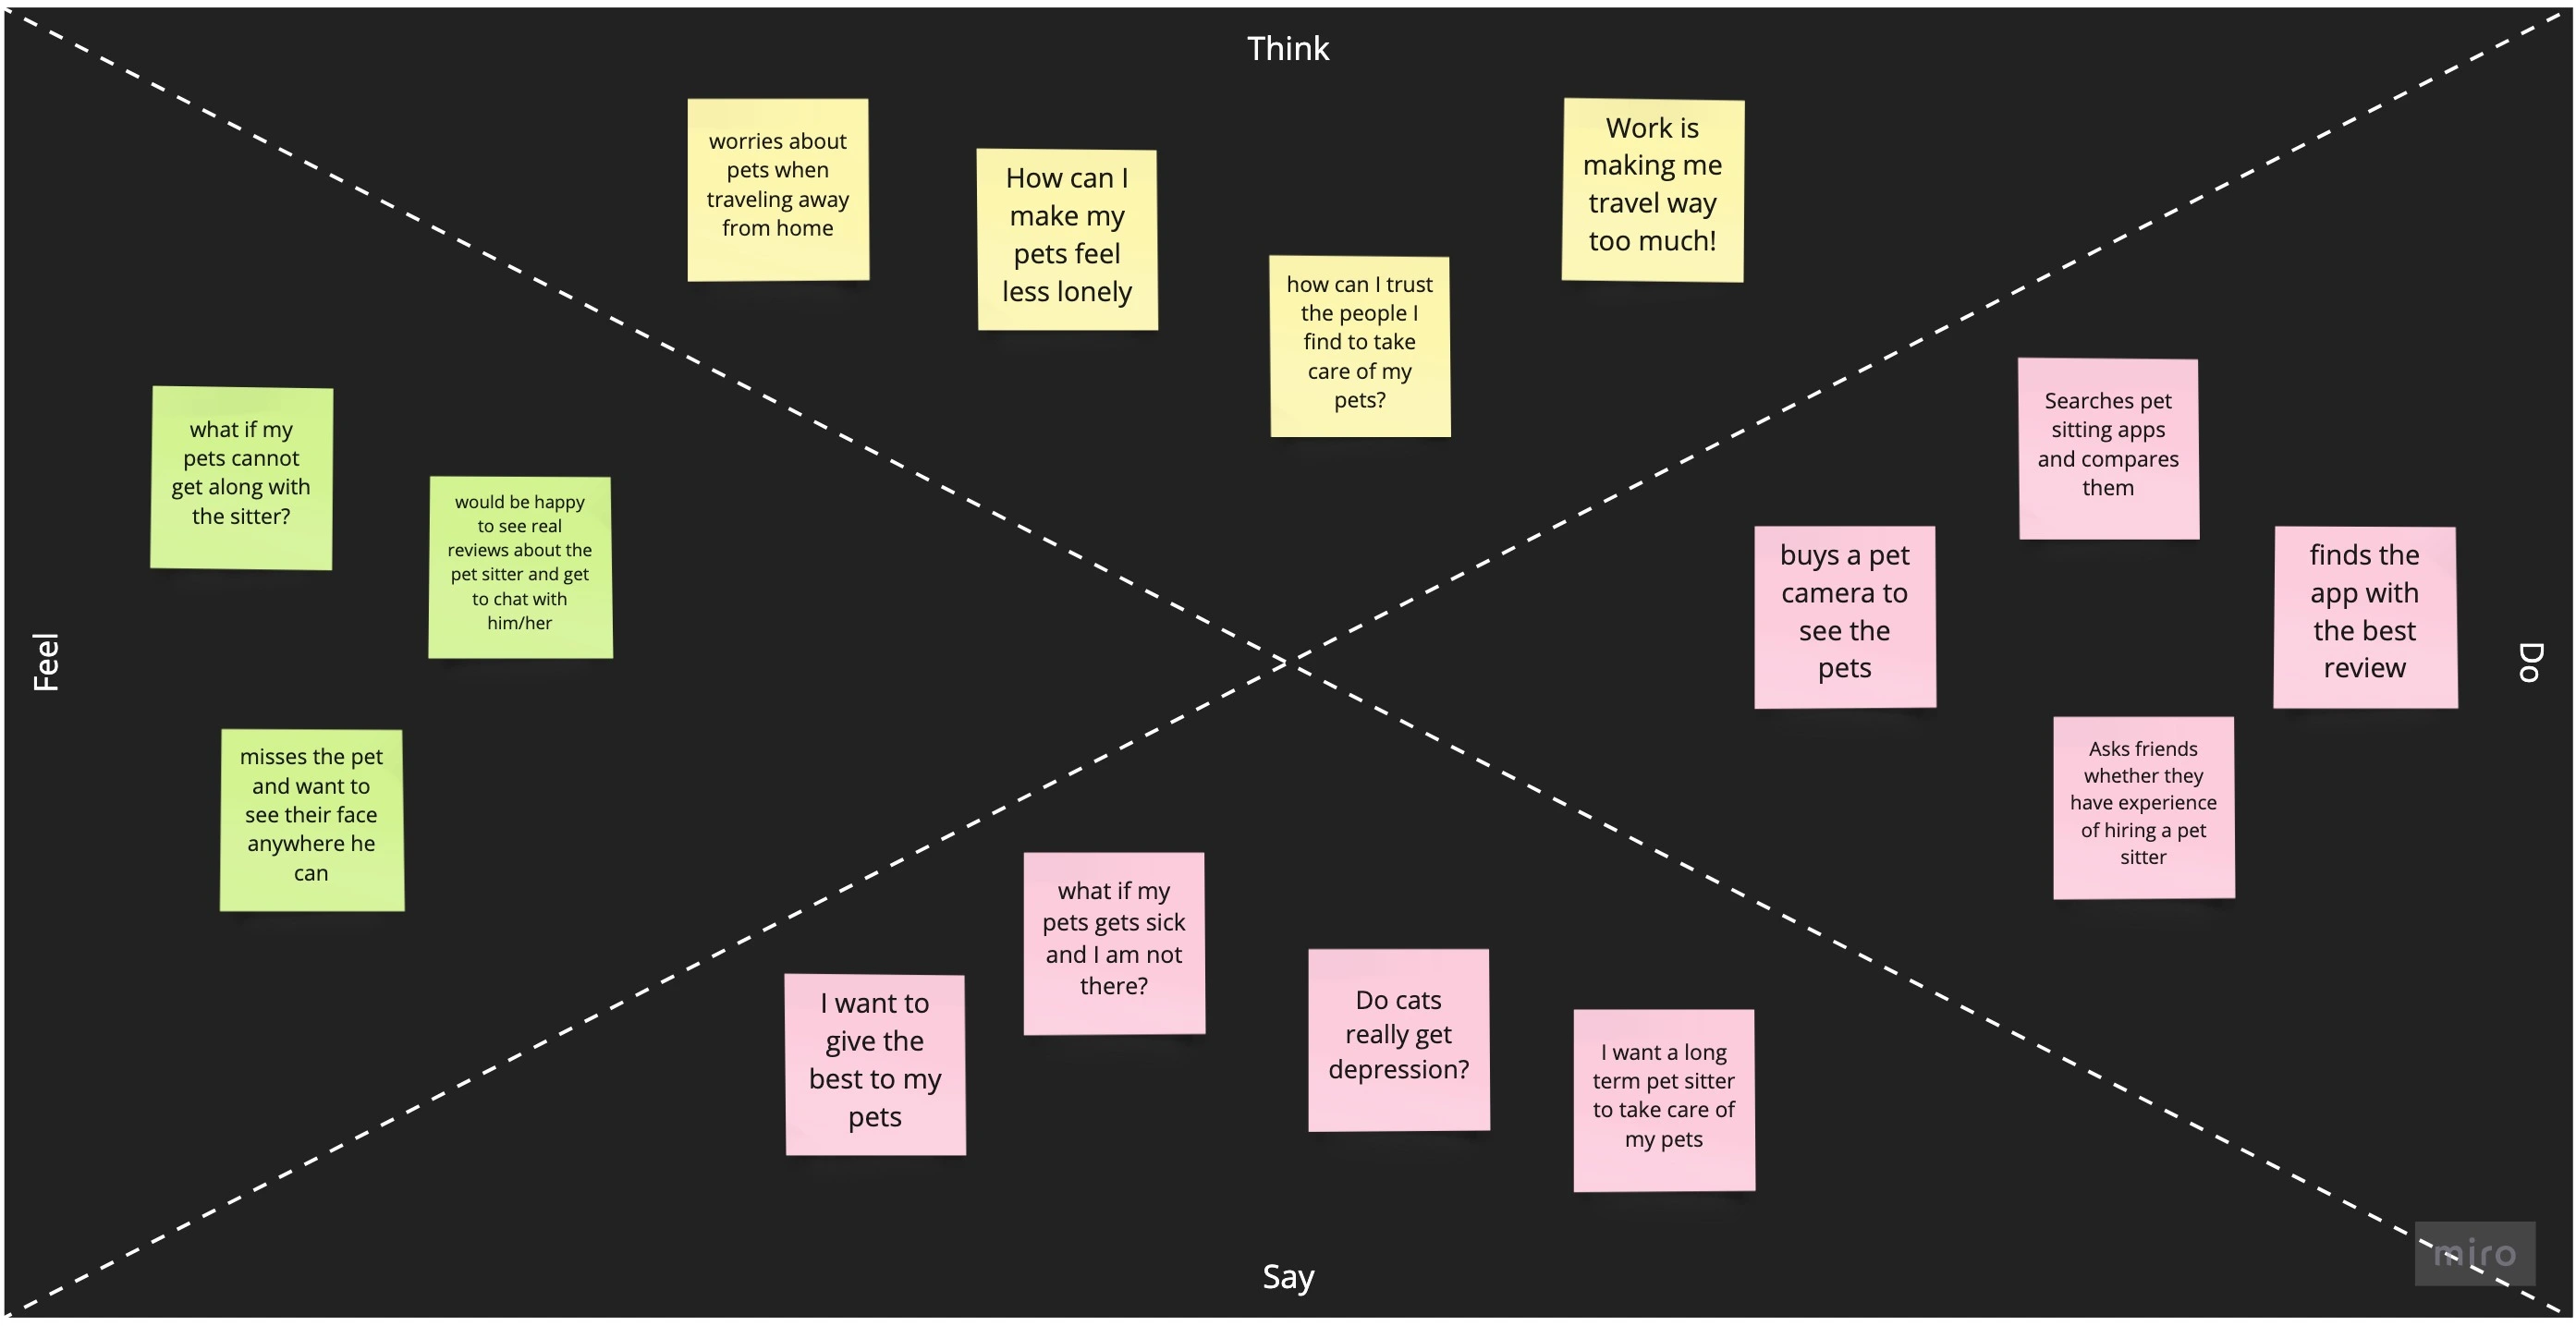 Think
worries about
pets when
traveling away
from home
How can I
make my
pets feel
less lonely
how can I trust
the people I
find to take
care of my
pets?
Work is
making me
travel way
too much!
Feel
what if my
pets cannot
get along with
the sitter?
would be happy
to see real
reviews about the
pet sitter and get
to chat with
him/her
misses the pet
and want to
see their face
anywhere he
can
Searches pet
sitting apps
and compares
them
buys a pet
camera to
see the
pets
finds the
app with
the best
review
Asks friends
whether they
have experience
of hiring a pet
sitter
Do
I want to
give the
best to my
pets
what if my
pets gets sick
and I am not
there?
Do cats
really get
depression?
I want a long
term pet sitter
to take care of
my pets
Say
miro